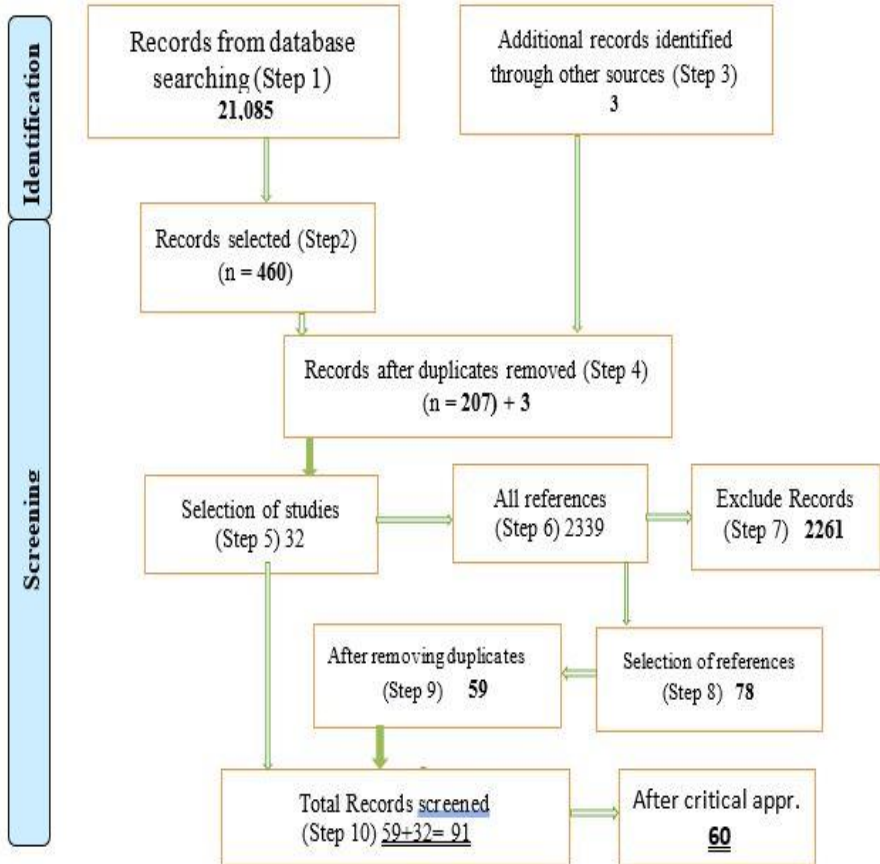 Identification
Records from database
searching (Step 1)
21,085
Additional records identified
through other sources (Step 3)
3
Records selected (Step2)
(n = 460)
Records after duplicates removed (Step 4)
(n = 207) + 3
Screening
Selection of studies
(Step 5) 32
All references
(Step 6) 2339
Exclude Records
(Step 7) 2261
After removing duplicates
(Step 9) 59
Selection of references
(Step 8) 78
Total Records screened
(Step 10) 59+32= 91
After critical appr.
60